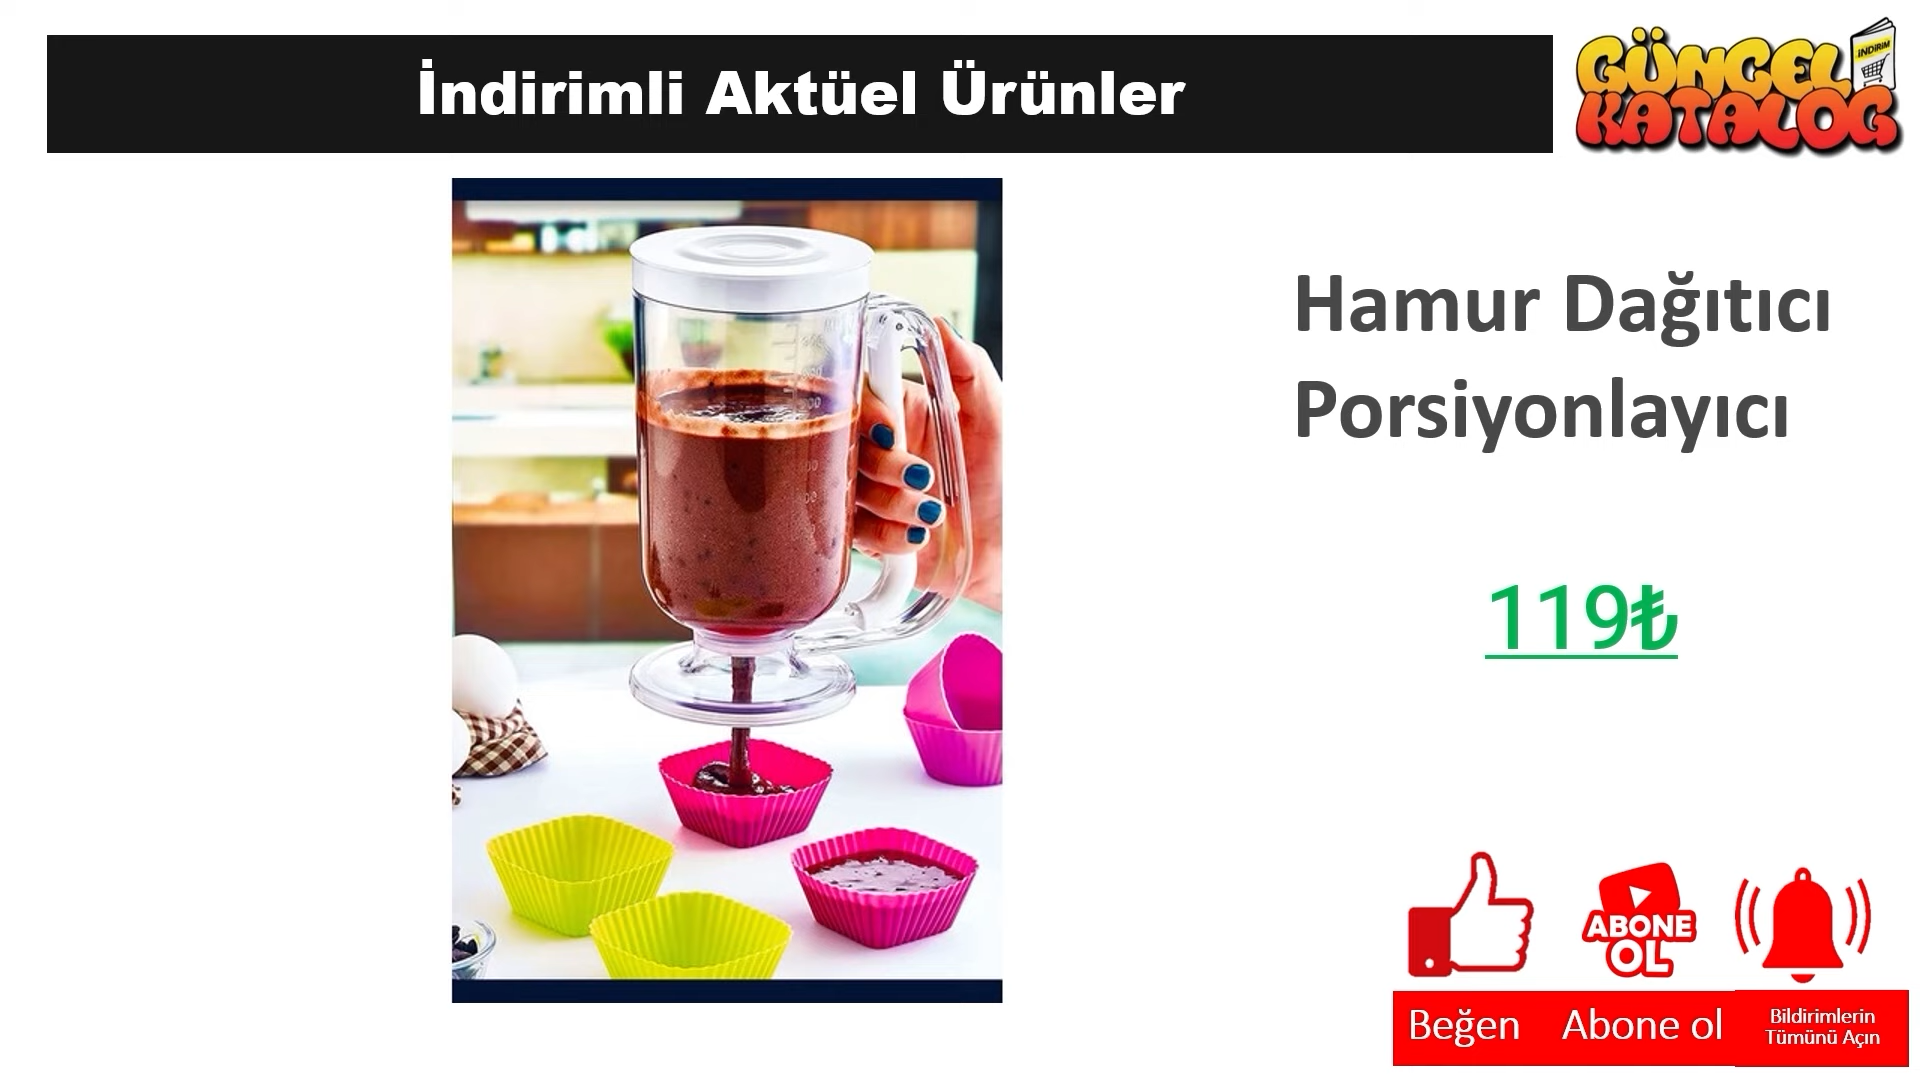 İndirimli Aktüel Ürünler
GÜNCEL
İNDİRİM
KATALOG
Hamur Dağıtıcı
Porsiyonlayıcı
119₺
ABONE
OL
Beğen
Abone ol
Bildirimlerin
Tümünü Açın